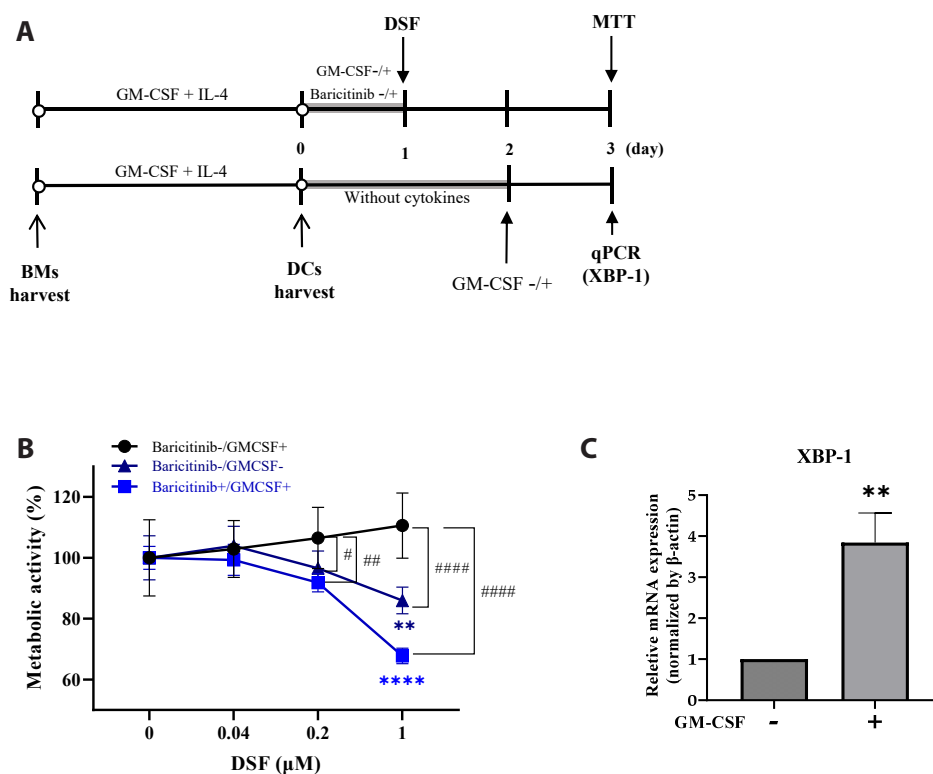 A
DSF
MTT
GM-CSF + IL-4
GM-CSF-/+
Baricitinib -/+
0 1 2 3 (day)
GM-CSF + IL-4
Without cytokines
BMs
harvest
DCs
harvest
GM-CSF -/+
qPCR
(XBP-1)
B
Baricitinib-/GMCSF+
Baricitinib-/GMCSF-
Baricitinib+/GMCSF+
Metabolic activity (%)
120
100
80
60
#
##
####
####
**
****
0 0.04 0.2 1
DSF (µM)
C
XBP-1
**
Reletive mRNA expression
(normalized by β-actin)
5
4
3
2
1
0
GM-CSF - +